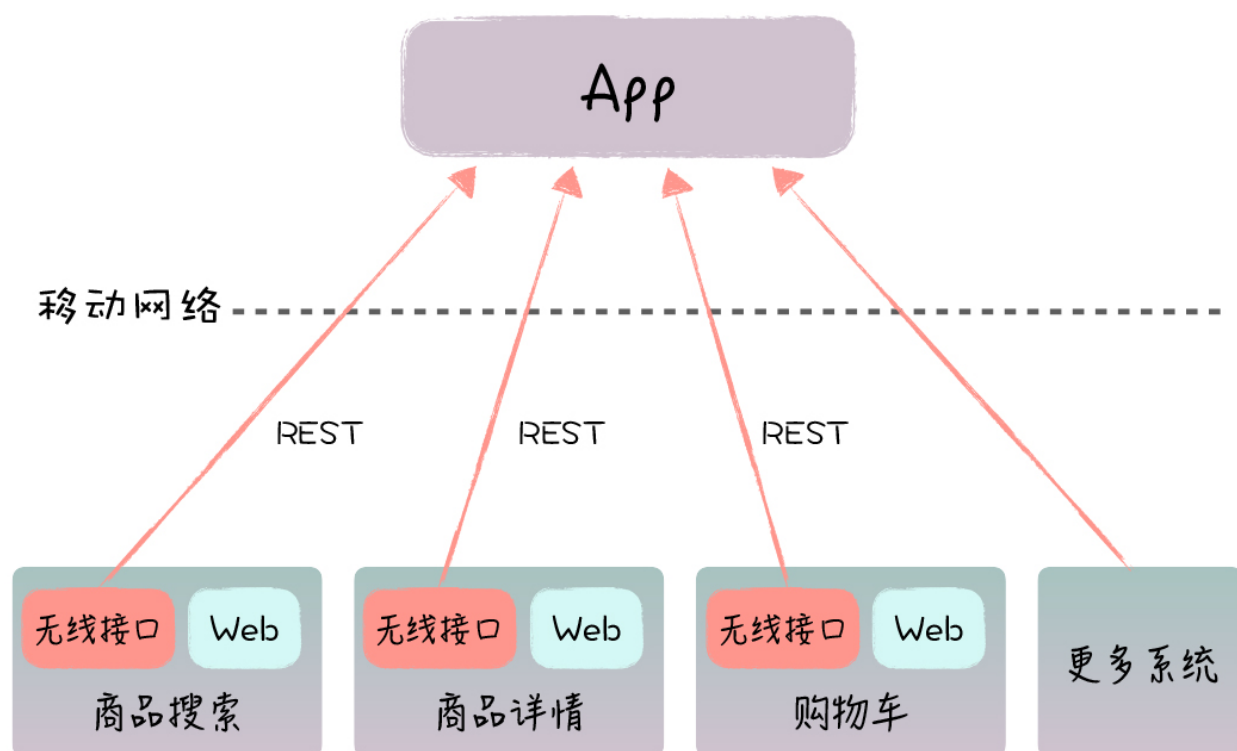 App
移动网络
REST
REST
REST
无线接口
Web
无线接口
Web
无线接口
Web
更多系统
商品搜索
商品详情
购物车